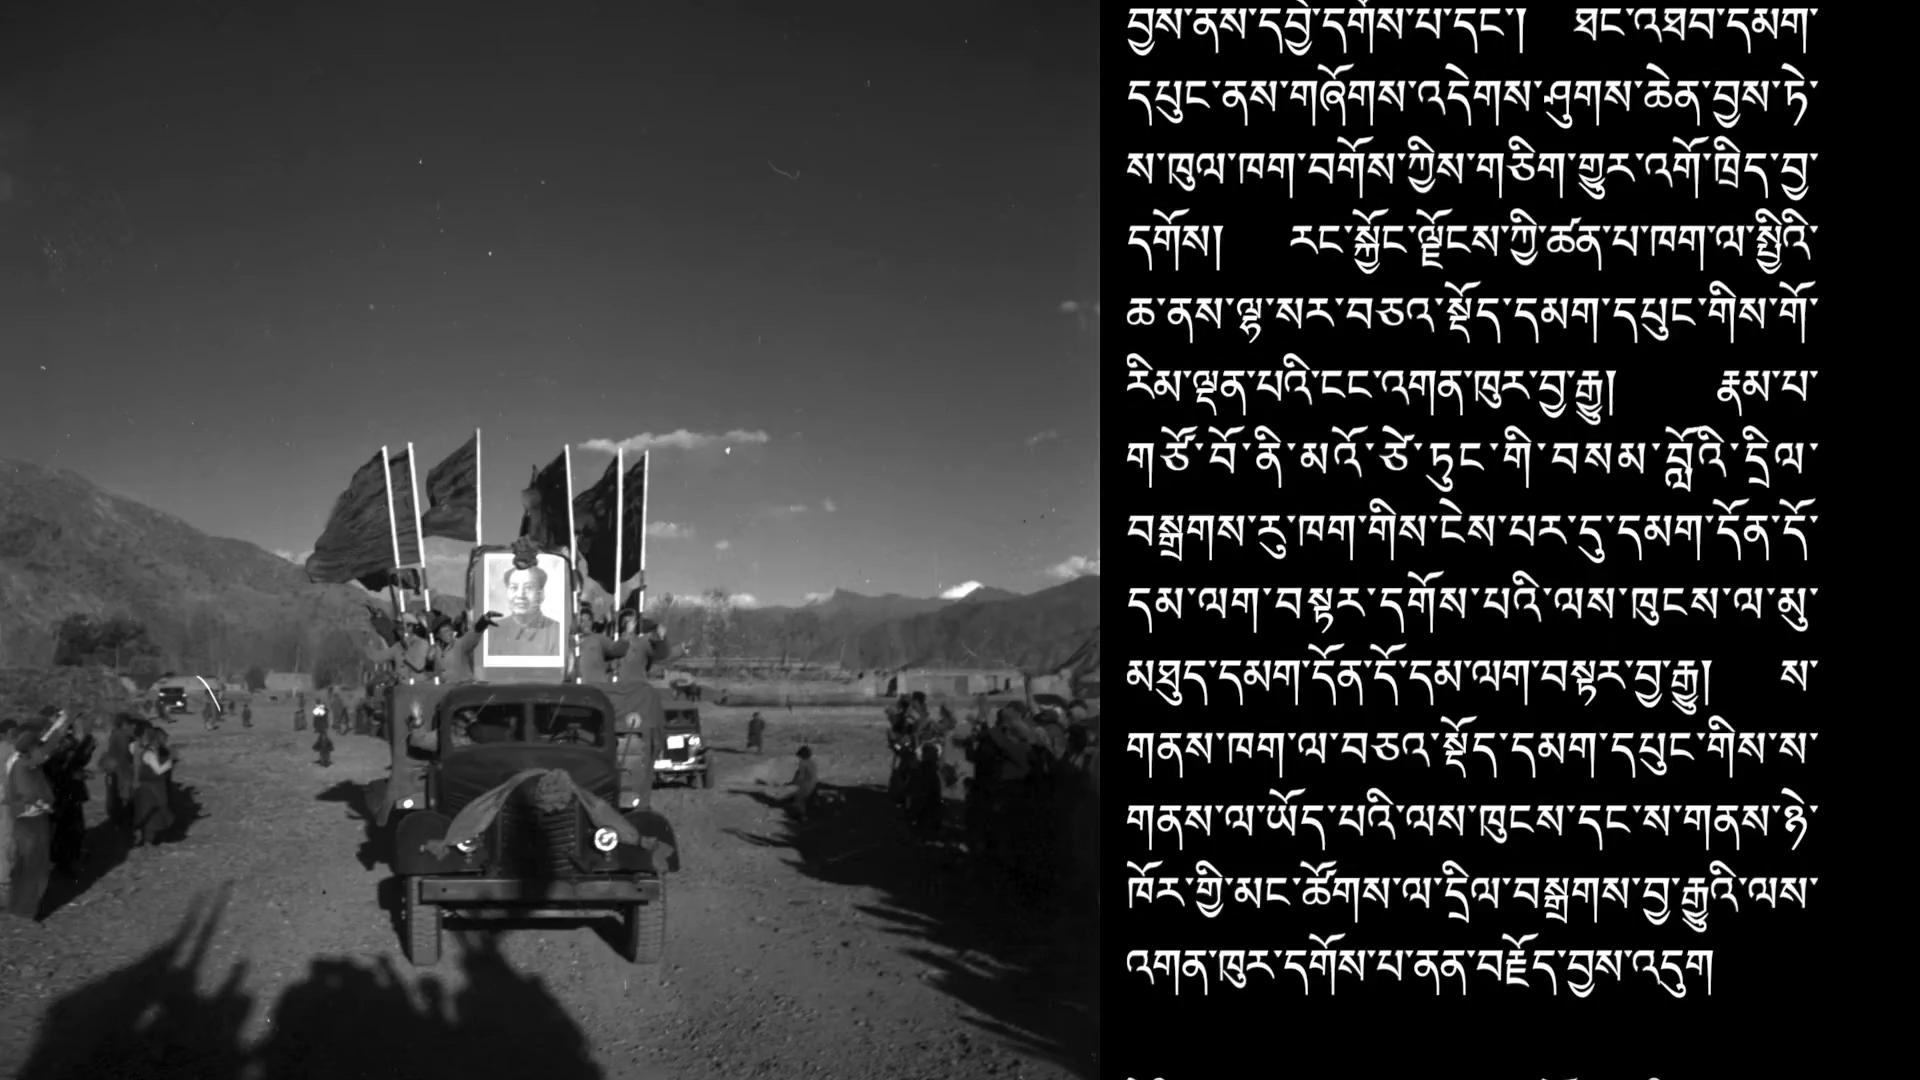 བྱས་ནས་དབྱེ་དགོས་པ་དང་། ཐང་འཐབ་དམག་
དཔུང་ནས་གཞོགས་འདེགས་ཤུགས་ཆེན་བྱས་ཏེ་
ས་ཁུལ་ཁག་བགོས་ཀྱིས་གཅིག་གྱུར་འགོ་ཁྲིད་བྱ་
དགོས། རང་སྐྱོང་ལྗོངས་ཀྱི་ཚན་པ་ཁག་ལ་སྤྱིའི་
ཆ་ནས་ལྟ་སར་བཅའ་སྡོད་དམག་དཔུང་གིས་གོ་
རིམ་ལྡན་པའི་ངང་འགན་ཁུར་བྱ་རྒྱུ། རྣམ་པ་
གཙོ་བོ་ནི་མའོ་ཙེ་ཏུང་གི་བསམ་བློའི་དྲིལ་
བསྒྲགས་རུ་ཁག་གིས་ངེས་པར་དུ་དམག་དོན་དོ་
དམ་ལག་བསྟར་དགོས་པའི་ལས་ཁུངས་ལ་མུ་
མཐུད་དམག་དོན་དོ་དམ་ལག་བསྟར་བྱ་རྒྱུ། ས་
གནས་ཁག་ལ་བཅའ་སྡོད་དམག་དཔུང་གིས་ས་
གནས་ལ་ཡོད་པའི་ལས་ཁུངས་དང་ས་གནས་ཉེ་
ཁོར་གྱི་མང་ཚོགས་ལ་དྲིལ་བསྒྲགས་བྱ་རྒྱུའི་ལས་
འགན་ཁུར་དགོས་པ་ནན་བརྗོད་བྱས་འདུག